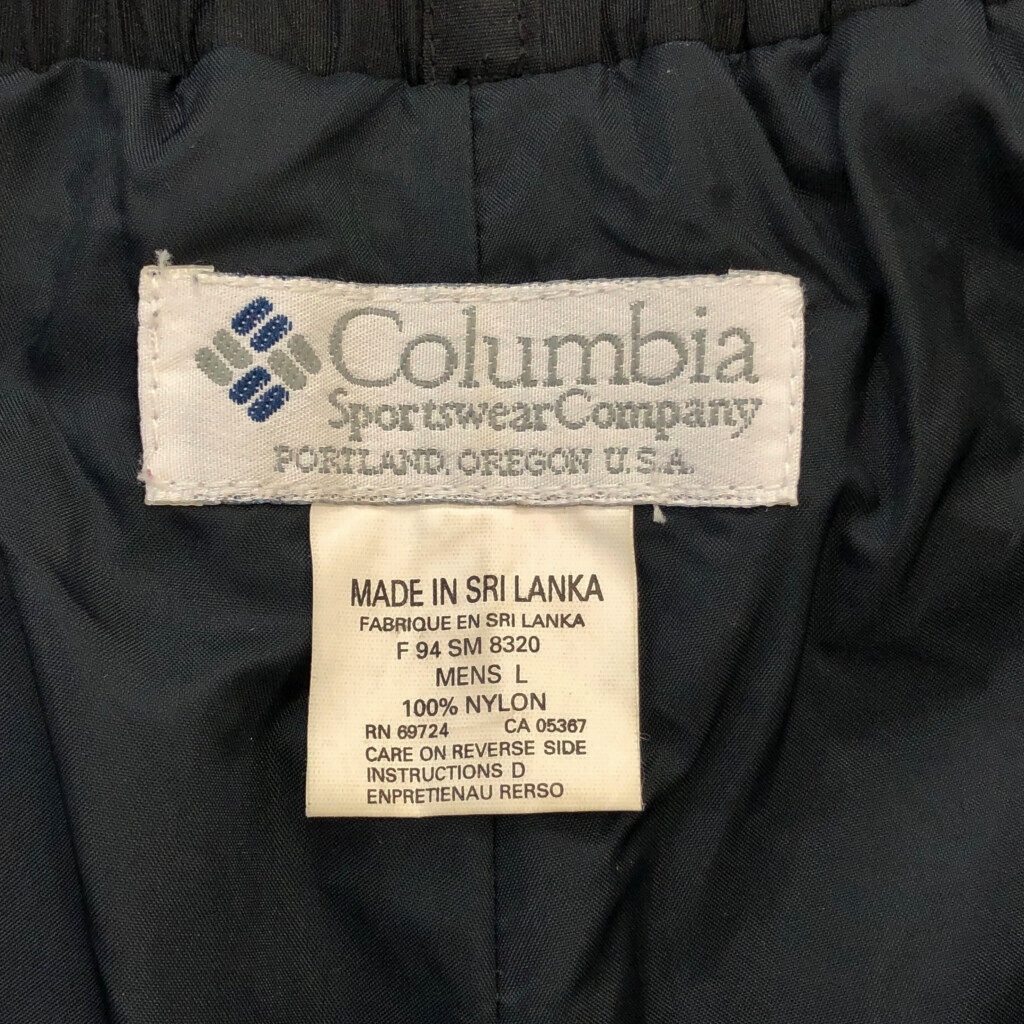 Columbia
Sportswear Company
PORTLAND, OREGON U.S.A.
MADE IN SRI LANKA
FABRIQUE EN SRI LANKA
F 94 SM 8320
MENS L
100% NYLON
RN 69724 CA 05367
CARE ON REVERSE SIDE
INSTRUCTIONS D
ENPRETIENAU RERSO